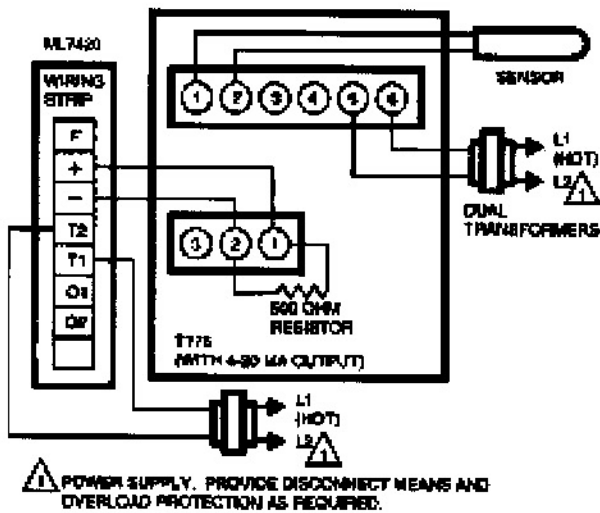 ML7420
WIRING
STRIP
F
+
−
T2
T1
1
2
3
4
5
6
SENSOR
L1
(HOT)
L2
1
DUAL
TRANSFORMERS
3
2
1
500 OHM
RESISTOR
T775
(WITH 4-20 MA OUTPUT)
L1
(HOT)
L2
1
1 POWER SUPPLY. PROVIDE DISCONNECT MEANS AND
OVERLOAD PROTECTION AS REQUIRED.